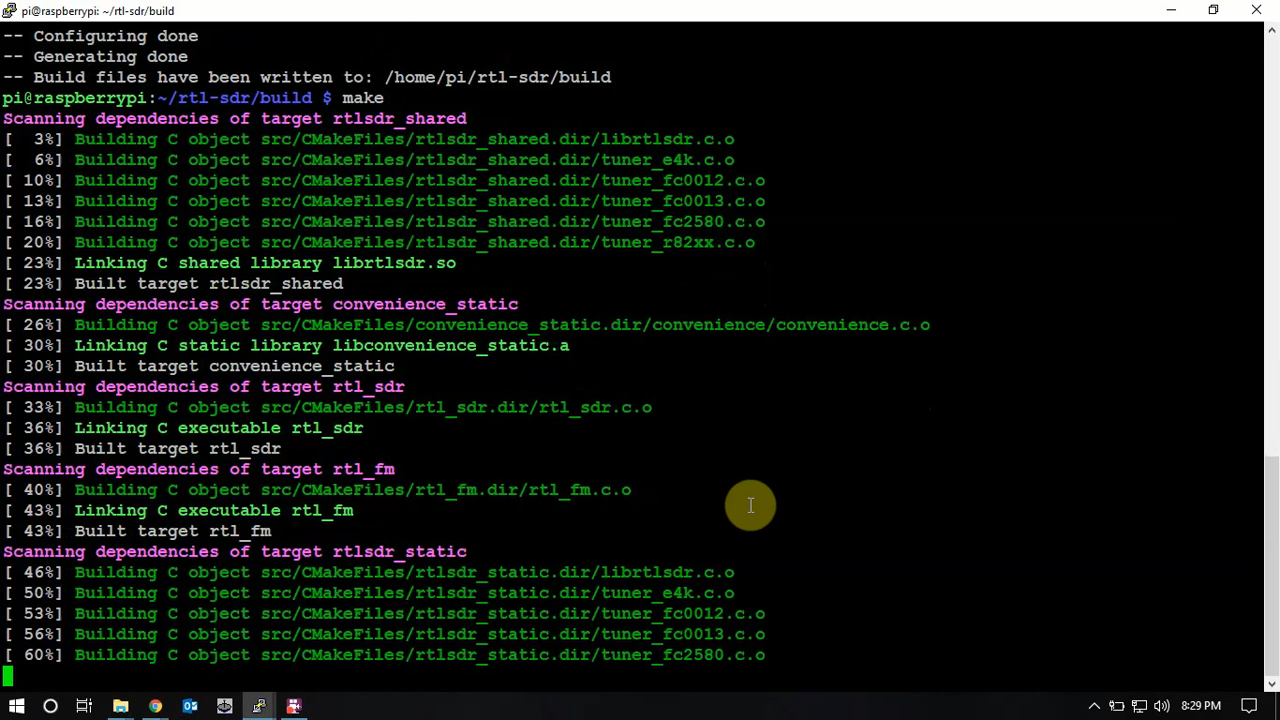 pi@raspberrypi: ~/rtl-sdr/build
-- Configuring done
-- Generating done
-- Build files have been written to: /home/pi/rtl-sdr/build
pi@raspberrypi:~/rtl-sdr/build $ make
Scanning dependencies of target rtlsdr_shared
[  3%] Building C object src/CMakeFiles/rtlsdr_shared.dir/librtlsdr.c.o
[  6%] Building C object src/CMakeFiles/rtlsdr_shared.dir/tuner_e4k.c.o
[ 10%] Building C object src/CMakeFiles/rtlsdr_shared.dir/tuner_fc0012.c.o
[ 13%] Building C object src/CMakeFiles/rtlsdr_shared.dir/tuner_fc0013.c.o
[ 16%] Building C object src/CMakeFiles/rtlsdr_shared.dir/tuner_fc2580.c.o
[ 20%] Building C object src/CMakeFiles/rtlsdr_shared.dir/tuner_r82xx.c.o
[ 23%] Linking C shared library librtlsdr.so
[ 23%] Built target rtlsdr_shared
Scanning dependencies of target convenience_static
[ 26%] Building C object src/CMakeFiles/convenience_static.dir/convenience/convenience.c.o
[ 30%] Linking C static library libconvenience_static.a
[ 30%] Built target convenience_static
Scanning dependencies of target rtl_sdr
[ 33%] Building C object src/CMakeFiles/rtl_sdr.dir/rtl_sdr.c.o
[ 36%] Linking C executable rtl_sdr
[ 36%] Built target rtl_sdr
Scanning dependencies of target rtl_fm
[ 40%] Building C object src/CMakeFiles/rtl_fm.dir/rtl_fm.c.o
[ 43%] Linking C executable rtl_fm
[ 43%] Built target rtl_fm
Scanning dependencies of target rtlsdr_static
[ 46%] Building C object src/CMakeFiles/rtlsdr_static.dir/librtlsdr.c.o
[ 50%] Building C object src/CMakeFiles/rtlsdr_static.dir/tuner_e4k.c.o
[ 53%] Building C object src/CMakeFiles/rtlsdr_static.dir/tuner_fc0012.c.o
[ 56%] Building C object src/CMakeFiles/rtlsdr_static.dir/tuner_fc0013.c.o
[ 60%] Building C object src/CMakeFiles/rtlsdr_static.dir/tuner_fc2580.c.o
8:29 PM